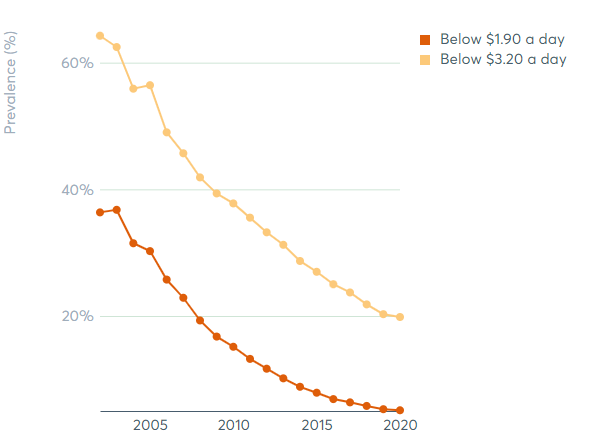 Prevalence (%)
Below $1.90 a day
Below $3.20 a day
60%
40%
20%
2005 2010 2015 2020